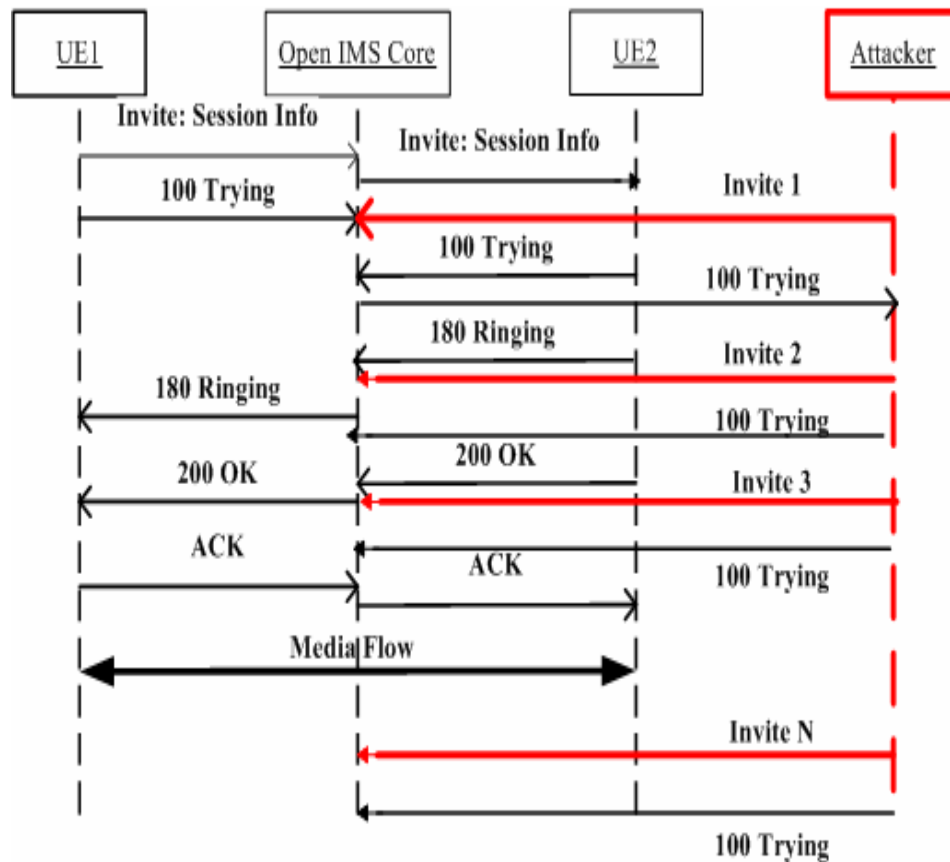 UE1
Open IMS Core
UE2
Attacker
Invite: Session Info
Invite: Session Info
100 Trying
Invite 1
100 Trying
100 Trying
180 Ringing
Invite 2
180 Ringing
100 Trying
200 OK
200 OK
Invite 3
ACK
ACK
100 Trying
Media Flow
Invite N
100 Trying